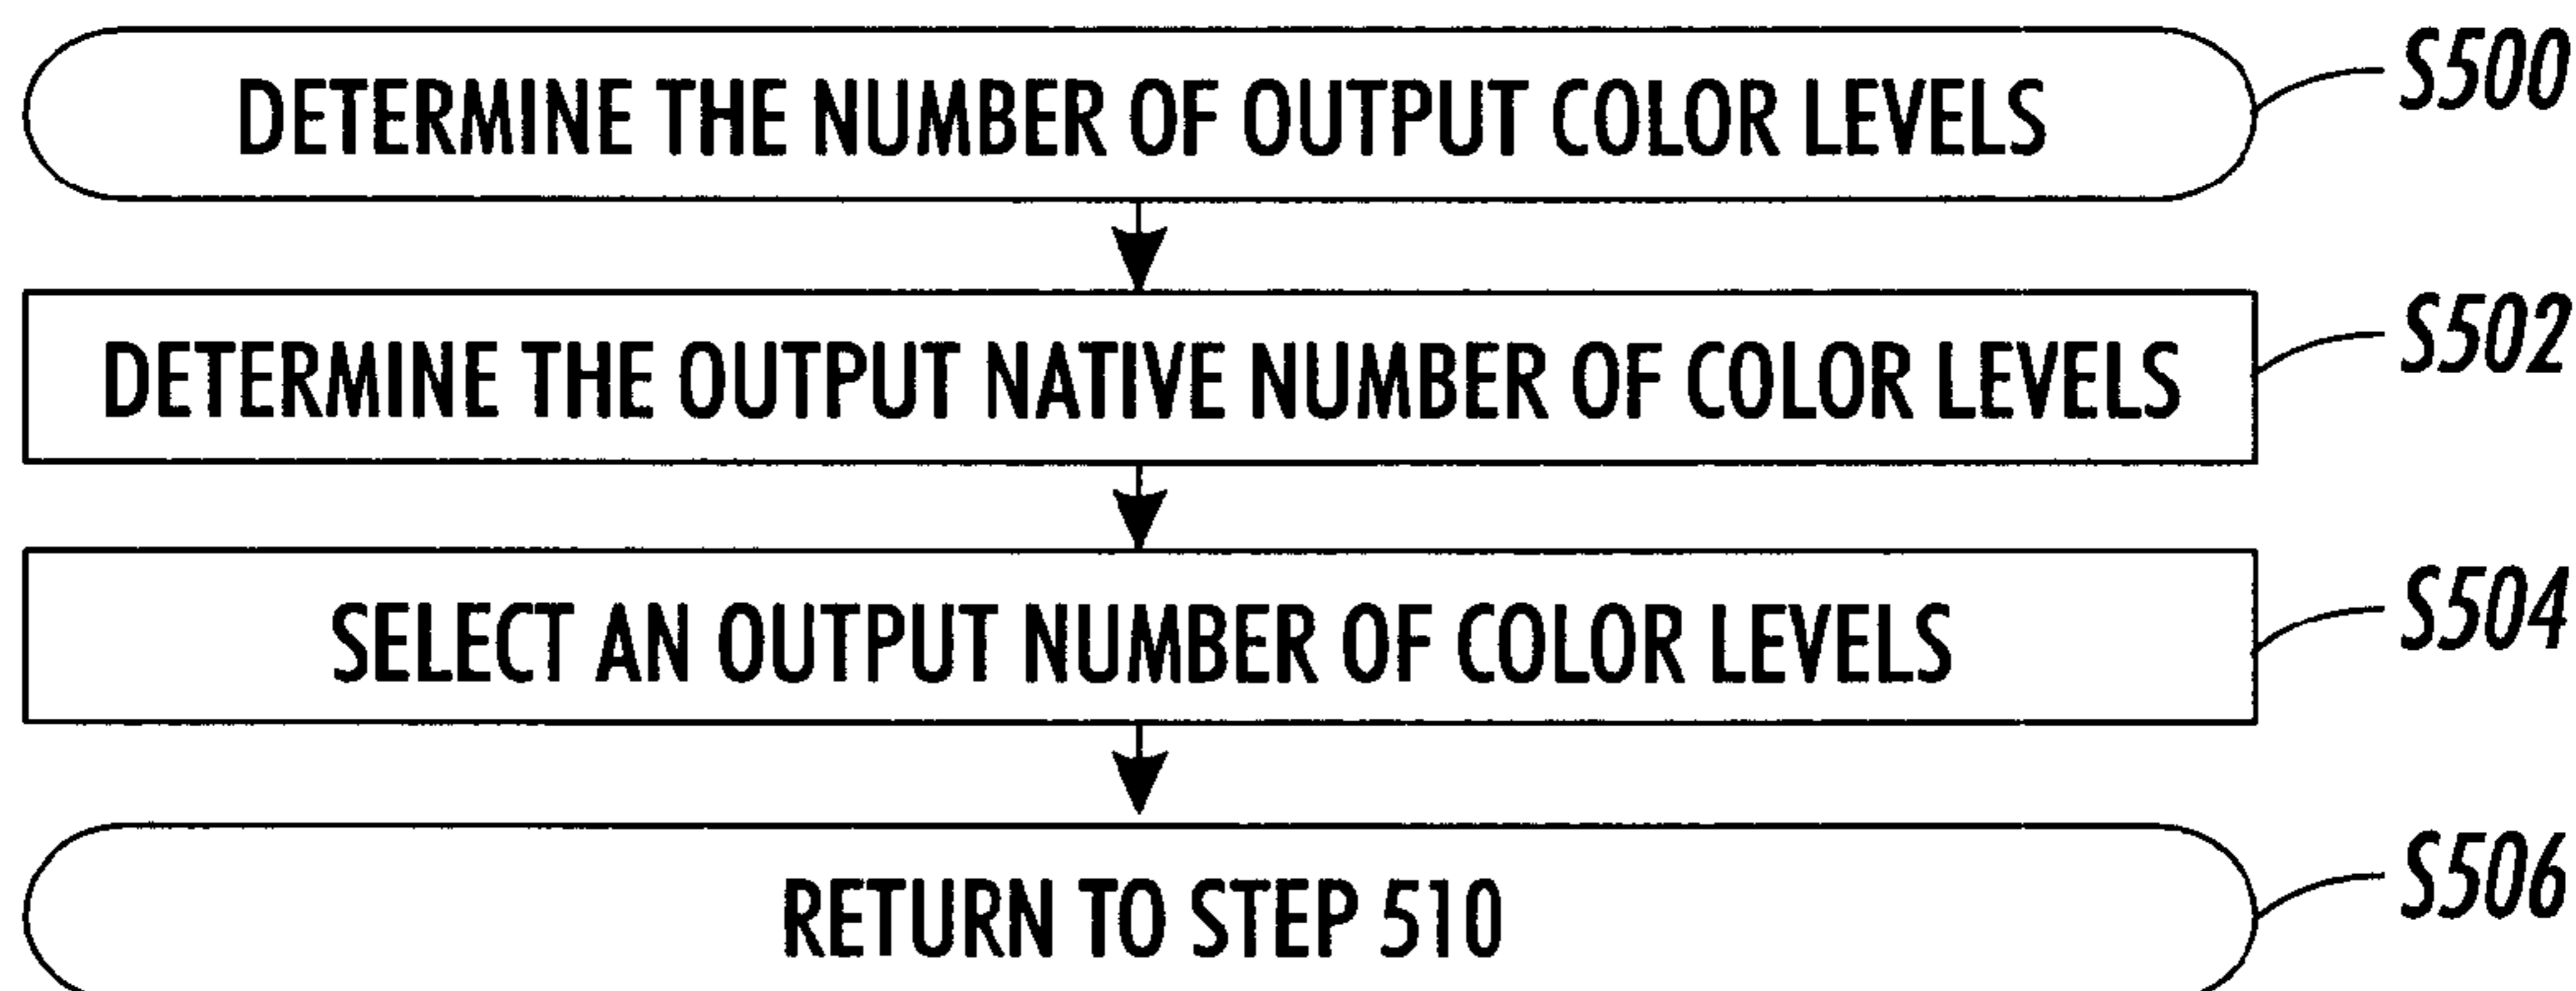 DETERMINE THE NUMBER OF OUTPUT COLOR LEVELS S500
DETERMINE THE OUTPUT NATIVE NUMBER OF COLOR LEVELS S502
SELECT AN OUTPUT NUMBER OF COLOR LEVELS S504
RETURN TO STEP 510 S506